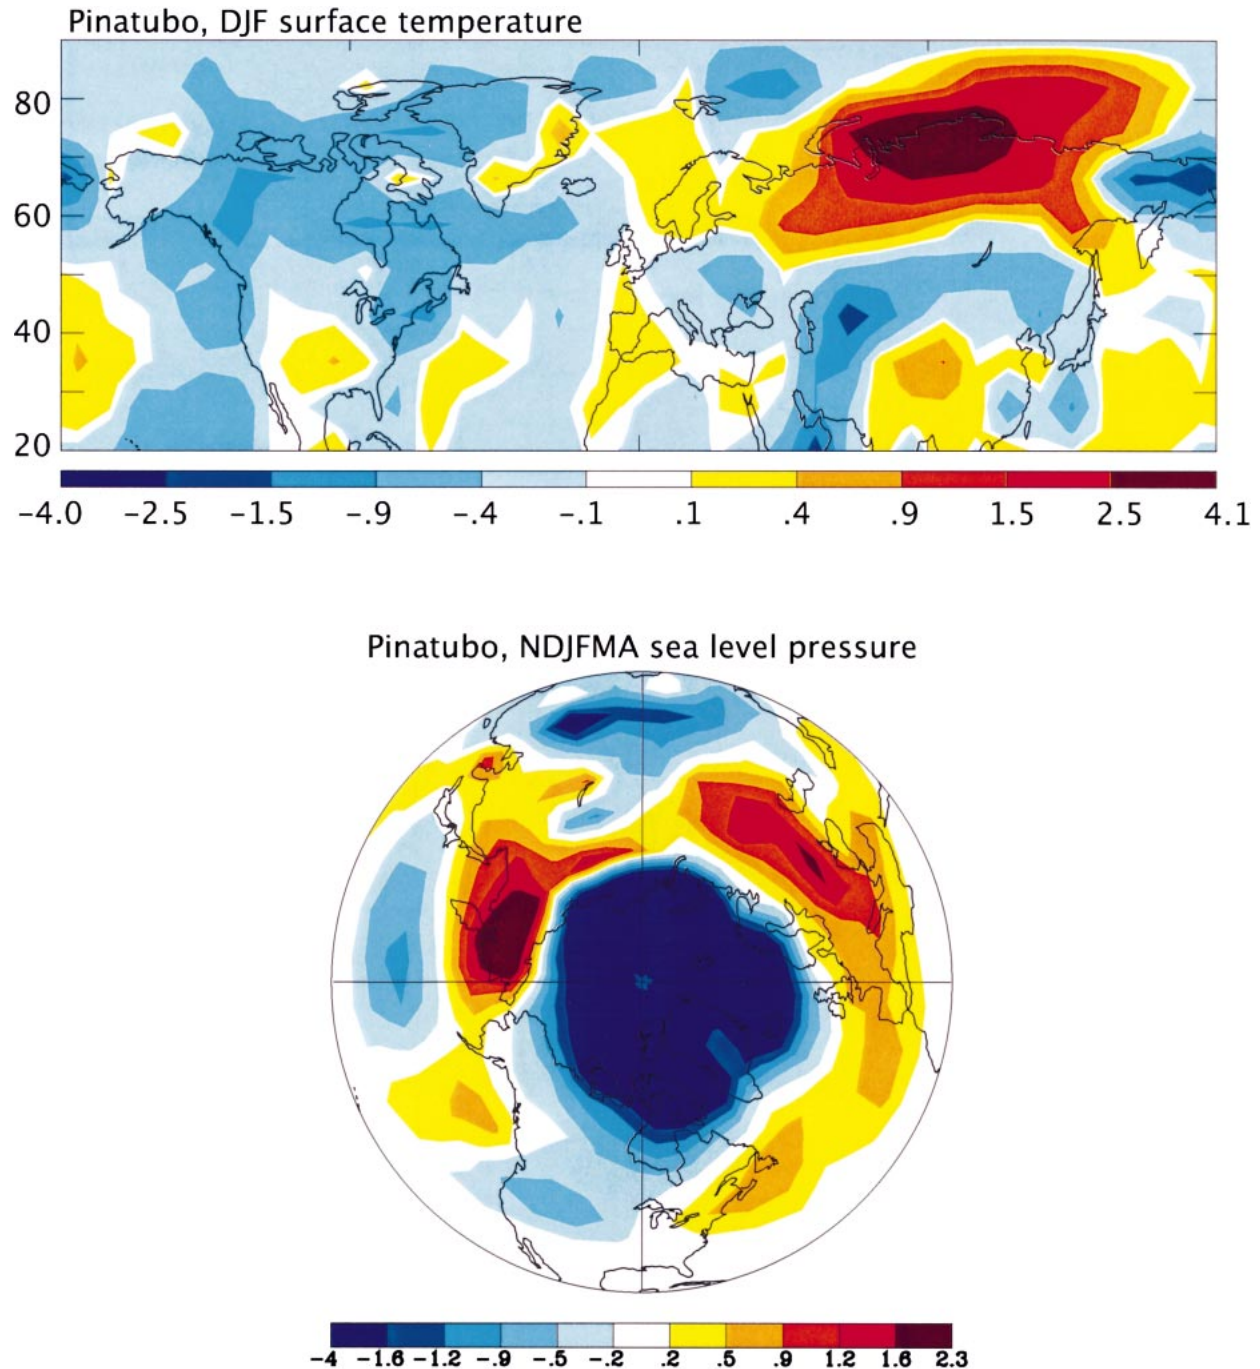 Pinatubo, DJF surface temperature
80
60
40
20
-4.0 -2.5 -1.5 -.9 -.4 -.1 .1 .4 .9 1.5 2.5 4.1
Pinatubo, NDJFMA sea level pressure
-4 -1.6 -1.2 -.9 -.5 -.2 .2 .5 .9 1.2 1.6 2.3